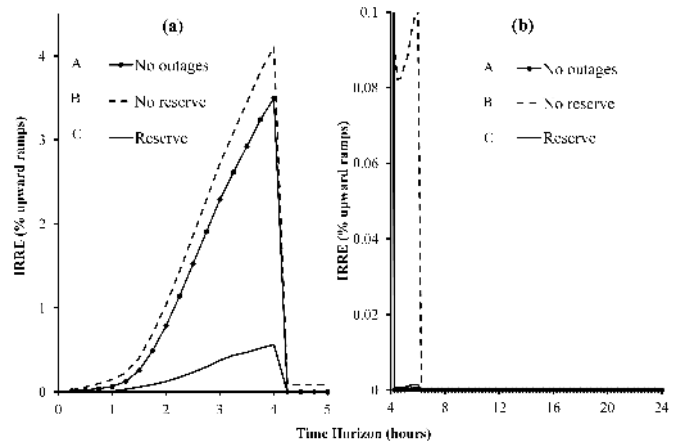 (a)
A No outages
B No reserve
C Reserve
IRRE (% upward ramps)
4
3
2
1
0
0 1 2 3 4 5
(b)
A No outages
B No reserve
C Reserve
IRRE (% upward ramps)
0.1
0.08
0.06
0.04
0.02
0
4 8 12 16 20 24
Time Horizon (hours)